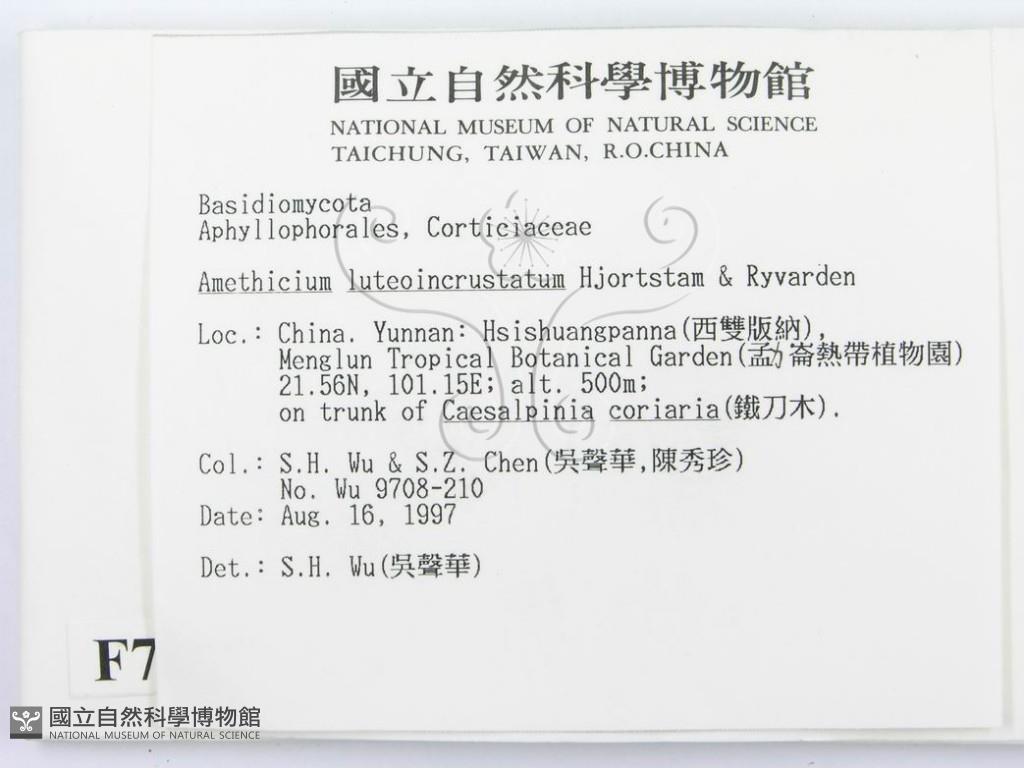 國立自然科學博物館
NATIONAL MUSEUM OF NATURAL SCIENCE
TAICHUNG, TAIWAN, R.O.CHINA
Basidiomycota
Aphyllophorales, Corticiaceae
Amethicium luteoincrustatum Hjortstam & Ryvarden
Loc.: China. Yunnan: Hsishuangpanna(西雙版納),
Menglun Tropical Botanical Garden(孟力崙熱帶植物園)
21.56N, 101.15E; alt. 500m;
on trunk of Caesalpinia coriaria(鐵刀木).
Col.: S.H. Wu & S.Z. Chen(吳聲華,陳秀珍)
No. Wu 9708-210
Date: Aug. 16, 1997
Det.: S.H. Wu(吳聲華)
F7
國立自然科學博物館
NATIONAL MUSEUM OF NATURAL SCIENCE